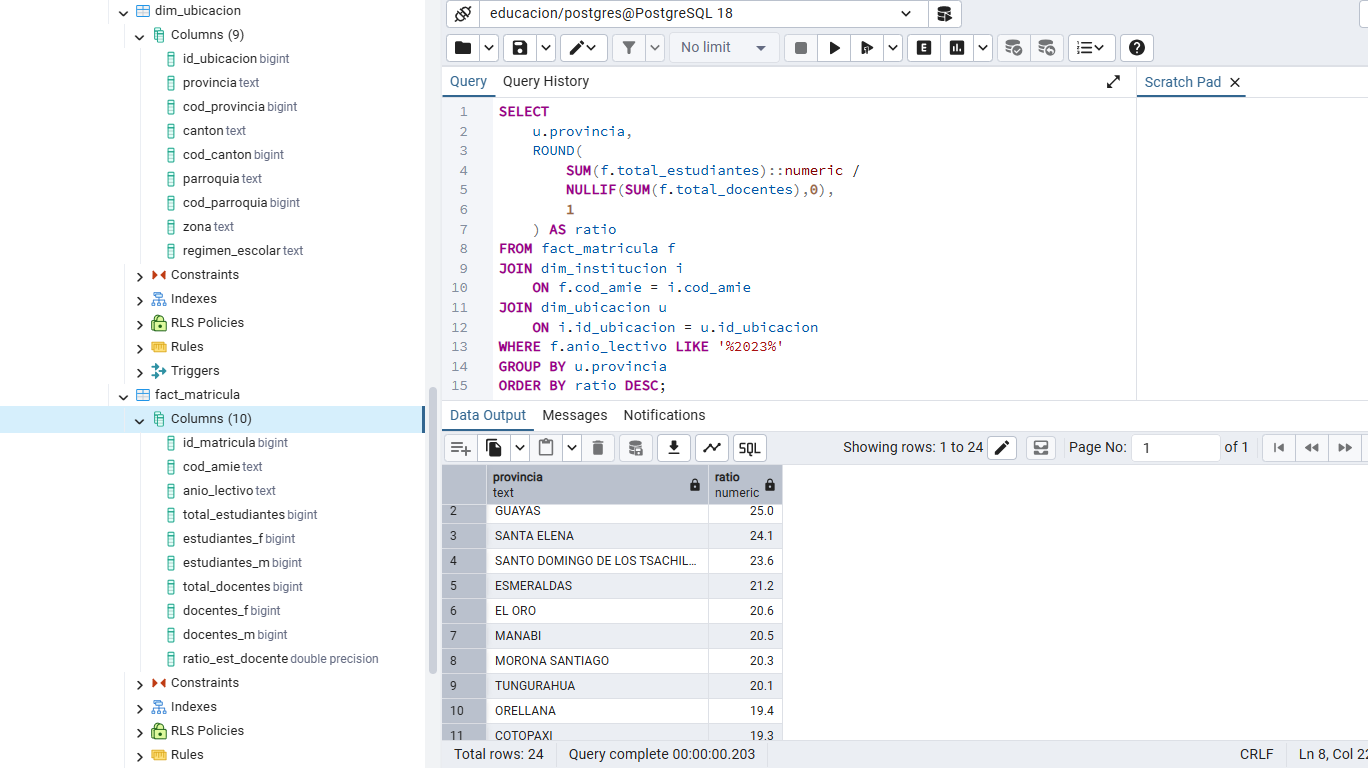 dim_ubicacion
Columns (9)
id_ubicacion bigint
provincia text
cod_provincia bigint
canton text
cod_canton bigint
parroquia text
cod_parroquia bigint
zona text
regimen_escolar text
Constraints
Indexes
RLS Policies
Rules
Triggers
fact_matricula
Columns (10)
id_matricula bigint
cod_amie text
anio_lectivo text
total_estudiantes bigint
estudiantes_f bigint
estudiantes_m bigint
total_docentes bigint
docentes_f bigint
docentes_m bigint
ratio_est_docente double precision
Constraints
Indexes
RLS Policies
Rules
educacion/postgres@PostgreSQL 18
No limit
E
Query Query History
Scratch Pad
1 SELECT
2 u.provincia,
3 ROUND(
4 SUM(f.total_estudiantes)::numeric /
5 NULLIF(SUM(f.total_docentes),0),
6 1
7 ) AS ratio
8 FROM fact_matricula f
9 JOIN dim_institucion i
10 ON f.cod_amie = i.cod_amie
11 JOIN dim_ubicacion u
12 ON i.id_ubicacion = u.id_ubicacion
13 WHERE f.anio_lectivo LIKE '%2023%'
14 GROUP BY u.provincia
15 ORDER BY ratio DESC;
Data Output Messages Notifications
SQL Showing rows: 1 to 24 Page No: 1 of 1
provincia ratio
text numeric
2 GUAYAS 25.0
3 SANTA ELENA 24.1
4 SANTO DOMINGO DE LOS TSACHIL...  23.6
5 ESMERALDAS 21.2
6 EL ORO 20.6
7 MANABI 20.5
8 MORONA SANTIAGO 20.3
9 TUNGURAHUA 20.1
10 ORELLANA 19.4
11 COTOPAXI 19.3
Total rows: 24 Query complete 00:00:00.203 CRLF Ln 8, Col 22